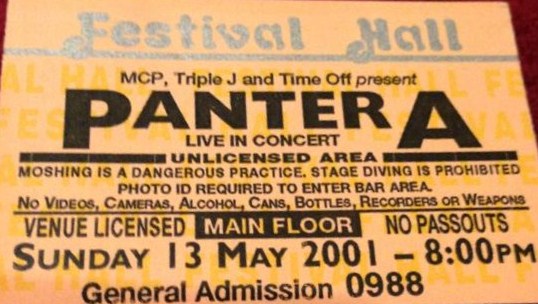 Festival Hall
MCP, Triple J and Time Off present
PANTERA
LIVE IN CONCERT
UNLICENSED AREA
MOSHING IS A DANGEROUS PRACTICE. STAGE DIVING IS PROHIBITED
PHOTO ID REQUIRED TO ENTER BAR AREA.
NO VIDEOS, CAMERAS, ALCOHOL, CANS, BOTTLES, RECORDERS OR WEAPONS
VENUE LICENSED MAIN FLOOR NO PASSOUTS
SUNDAY 13 MAY 2001 – 8:00PM
General Admission 0988